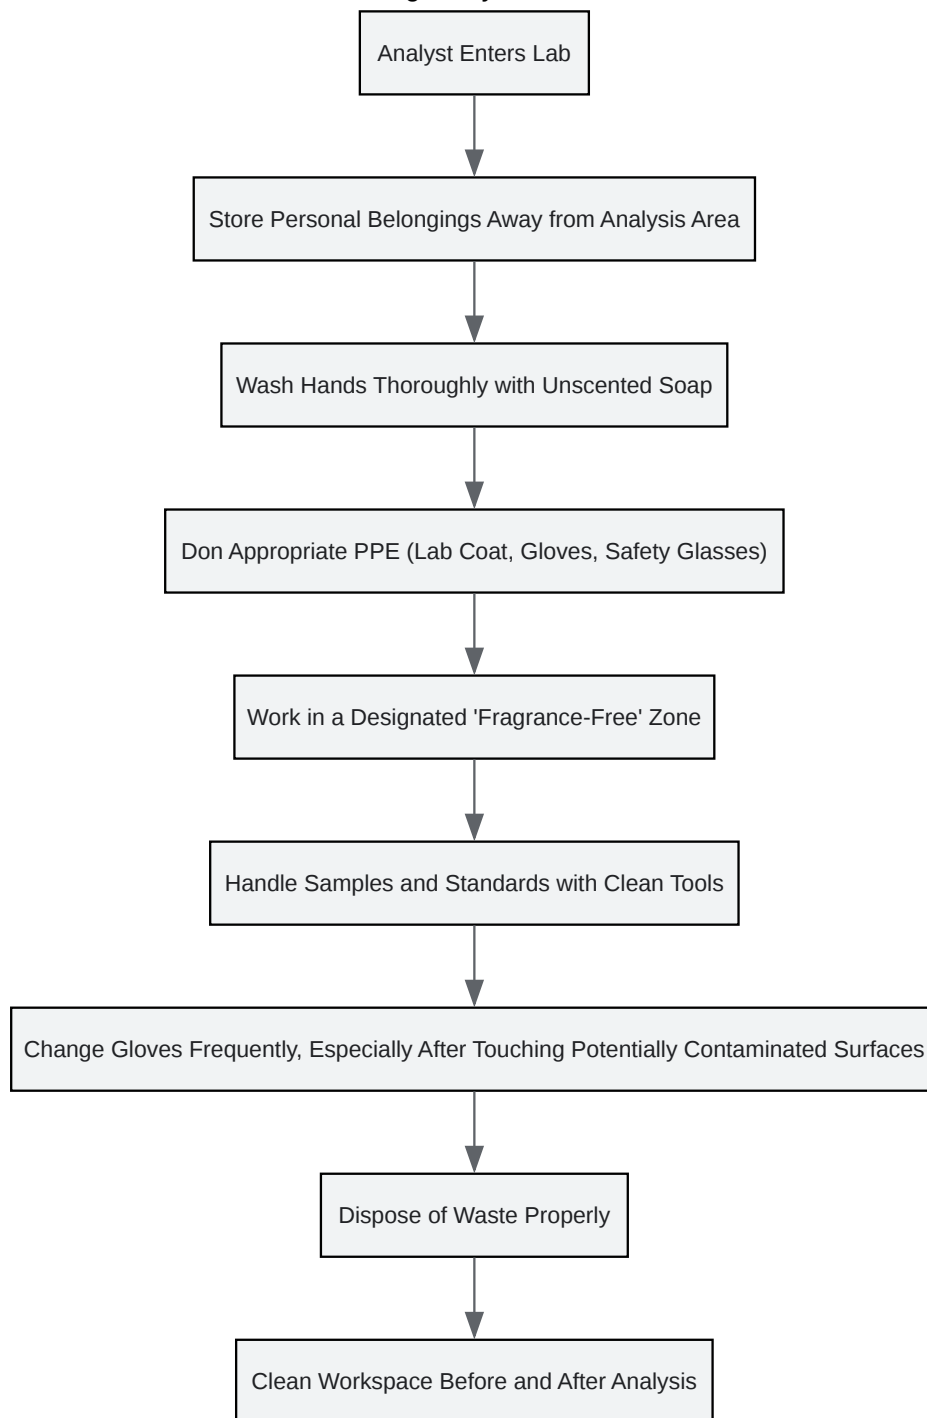 Analyst Enters Lab
Store Personal Belongings Away from Analysis Area
Wash Hands Thoroughly with Unscented Soap
Don Appropriate PPE (Lab Coat, Gloves, Safety Glasses)
Work in a Designated 'Fragrance-Free' Zone
Handle Samples and Standards with Clean Tools
Change Gloves Frequently, Especially After Touching Potentially Contaminated Surfaces
Dispose of Waste Properly
Clean Workspace Before and After Analysis